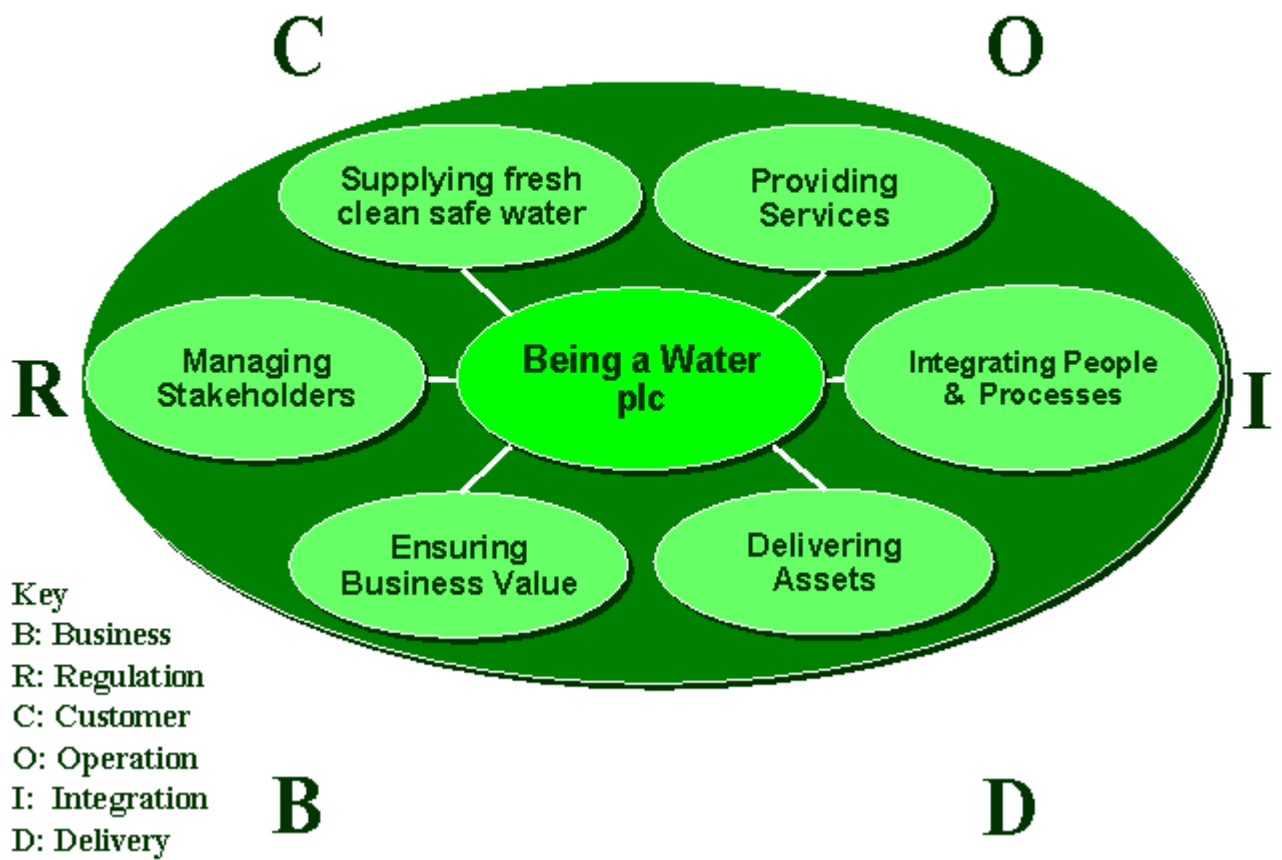 C
O
Supplying fresh
clean safe water
Providing
Services
R
Managing
Stakeholders
Being a Water
plc
Integrating People
& Processes
I
Ensuring
Business Value
Delivering
Assets
Key
B: Business
R: Regulation
C: Customer
O: Operation
I: Integration
D: Delivery
B
D